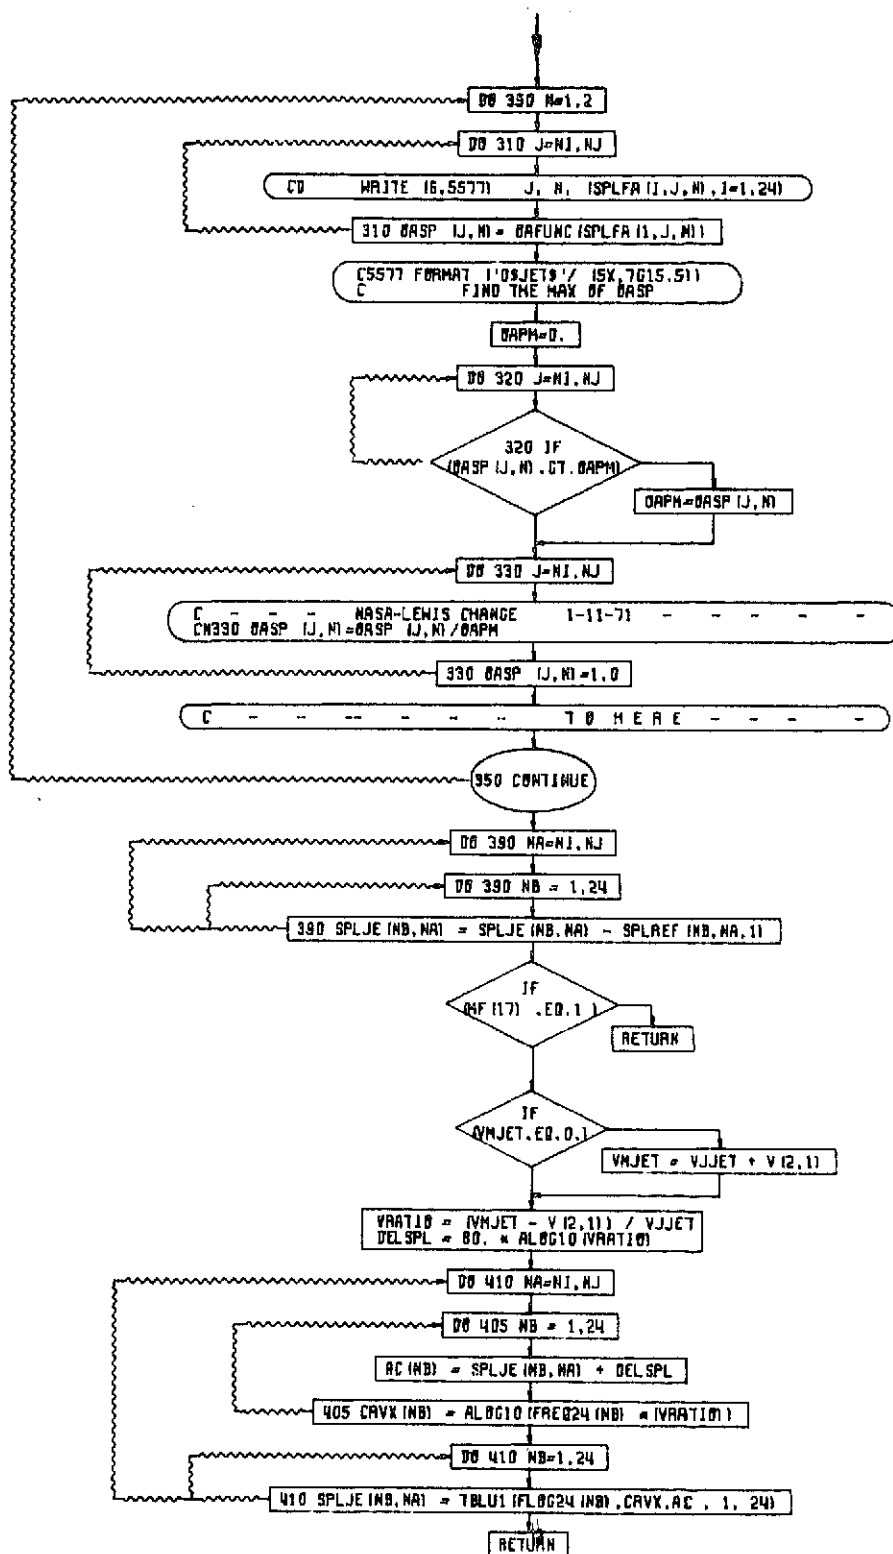 DO 350 N=1,2
DO 310 J=NI,NJ
CD WRITE (6,5577) J, N, (SPLFA(I,J,N),I=1,24)
310 OASP (J,N) = OAFUNC(SPLFA(1,J,N))
C5577 FORMAT ('0$JET$'/ (5X,7G15.5))
C FIND THE MAX OF OASP
OAPM=0.
DO 320 J=NI,NJ
320 IF
(OASP(J,N).GT.OAPM)
OAPM=OASP(J,N)
DO 330 J=NI,NJ
C - - - NASA-LEWIS CHANGE 1-11-71 - - - - -
CN330 OASP (J,N)=OASP (J,N)/OAPM
330 OASP (J,N)=1.0
C - - -- - - - T O H E R E - - - -
350 CONTINUE
DO 390 NA=NI,NJ
DO 390 NB = 1,24
390 SPLJE(NB,NA) = SPLJE(NB,NA) - SPLREF(NB,NA,1)
IF
(MF(17) .EQ.1 )
RETURN
IF
(VMJET.EQ.0.)
VMJET = VJJET + V(2,1)
VRATIO = (VMJET - V(2,1)) / VJJET
DELSPL = 80. * ALOG10(VRATIO)
DO 410 NA=NI,NJ
DO 405 NB = 1,24
AC(NB) = SPLJE(NB,NA) + DELSPL
405 CRVX(NB) = ALOG10(FREQ24(NB) * (VRATIO))
DO 410 NB=1,24
410 SPLJE(NB,NA) = TBLU1(FLOG24(NB),CRVX,AC , 1, 24)
RETURN